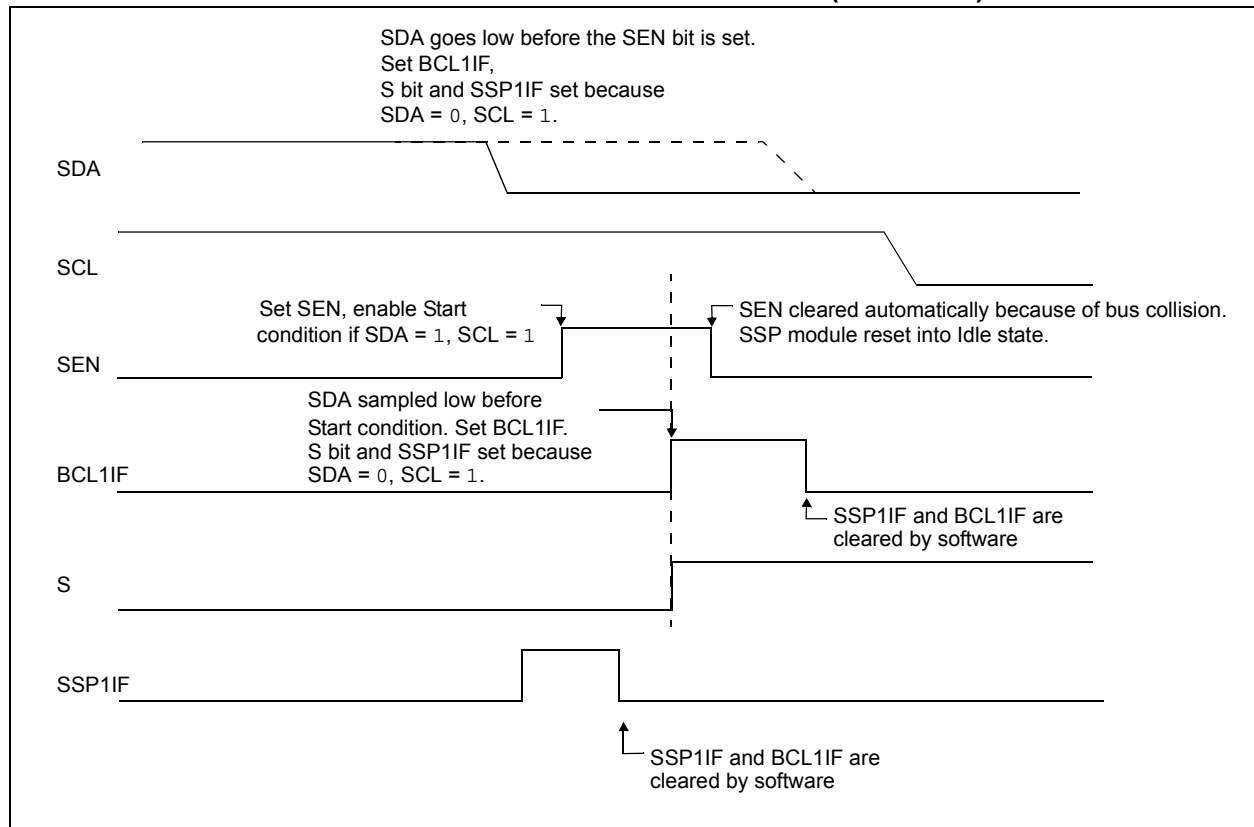 SDA goes low before the SEN bit is set.
Set BCL1IF,
S bit and SSP1IF set because
SDA = 0, SCL = 1.
SDA
SCL
Set SEN, enable Start
condition if SDA = 1, SCL = 1
SEN cleared automatically because of bus collision.
SSP module reset into Idle state.
SEN
SDA sampled low before
Start condition. Set BCL1IF.
S bit and SSP1IF set because
SDA = 0, SCL = 1.
BCL1IF
SSP1IF and BCL1IF are
cleared by software
S
SSP1IF
SSP1IF and BCL1IF are
cleared by software